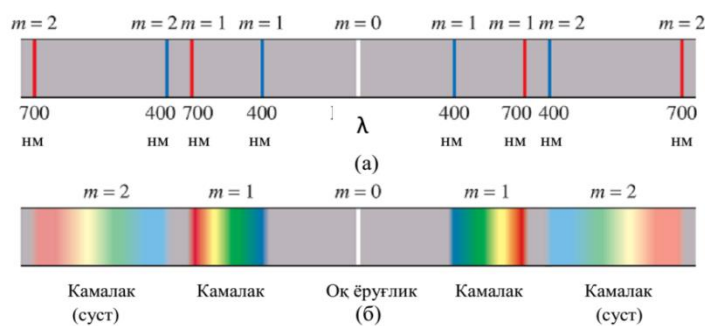 m = 2 m = 2 m = 1 m = 1 m = 0 m = 1 m = 1 m = 2 m = 2
700 400 700 400 λ 400 700 400 700
нм нм нм нм нм нм нм нм
(а)
m = 2 m = 1 m = 0 m = 1 m = 2
Камалак Камалак Оқ ёруғлик Камалак Камалак
(суст) (б) (суст)